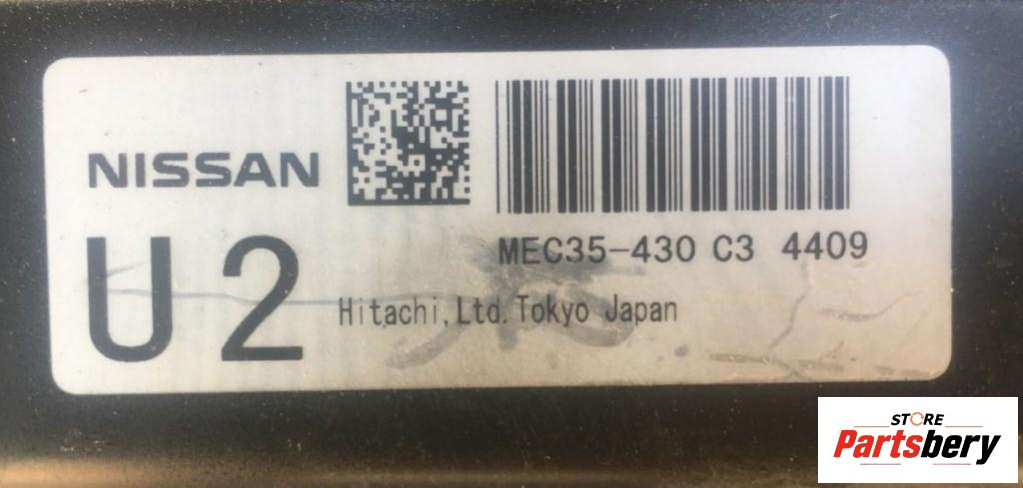 NISSAN
MEC35-430 C3 4409
U2
Hitachi,Ltd.Tokyo Japan
STORE
Partsbery